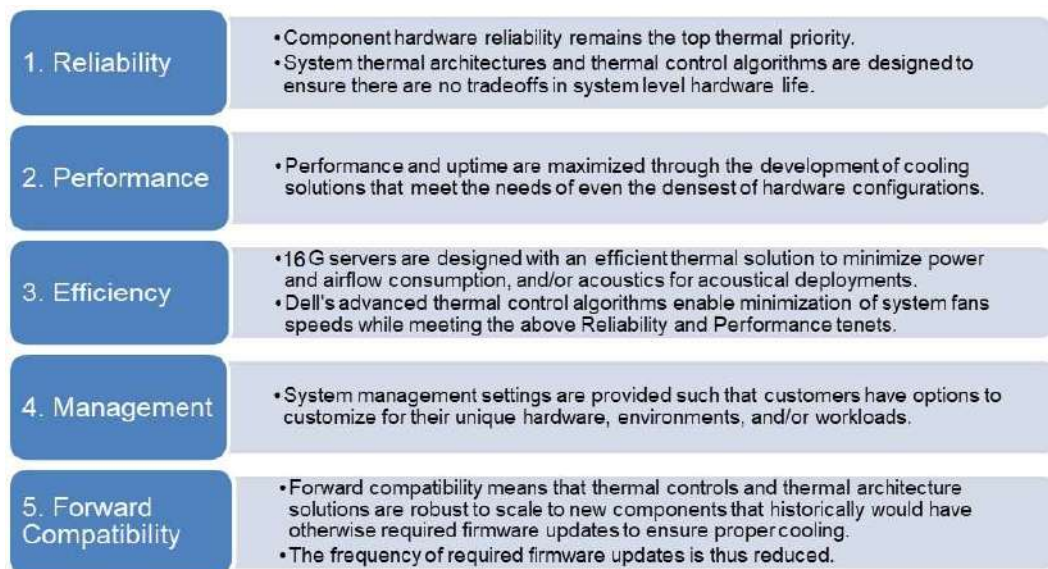 1. Reliability
•Component hardware reliability remains the top thermal priority.
•System thermal architectures and thermal control algorithms are designed to
ensure there are no tradeoffs in system level hardware life.
2. Performance
•Performance and uptime are maximized through the development of cooling
solutions that meet the needs of even the densest of hardware configurations.
3. Efficiency
•16G servers are designed with an efficient thermal solution to minimize power
and airflow consumption, and/or acoustics for acoustical deployments.
•Dell's advanced thermal control algorithms enable minimization of system fans
speeds while meeting the above Reliability and Performance tenets.
4. Management
•System management settings are provided such that customers have options to
customize for their unique hardware, environments, and/or workloads.
5. Forward
Compatibility
•Forward compatibility means that thermal controls and thermal architecture
solutions are robust to scale to new components that historically would have
otherwise required firmware updates to ensure proper cooling.
•The frequency of required firmware updates is thus reduced.